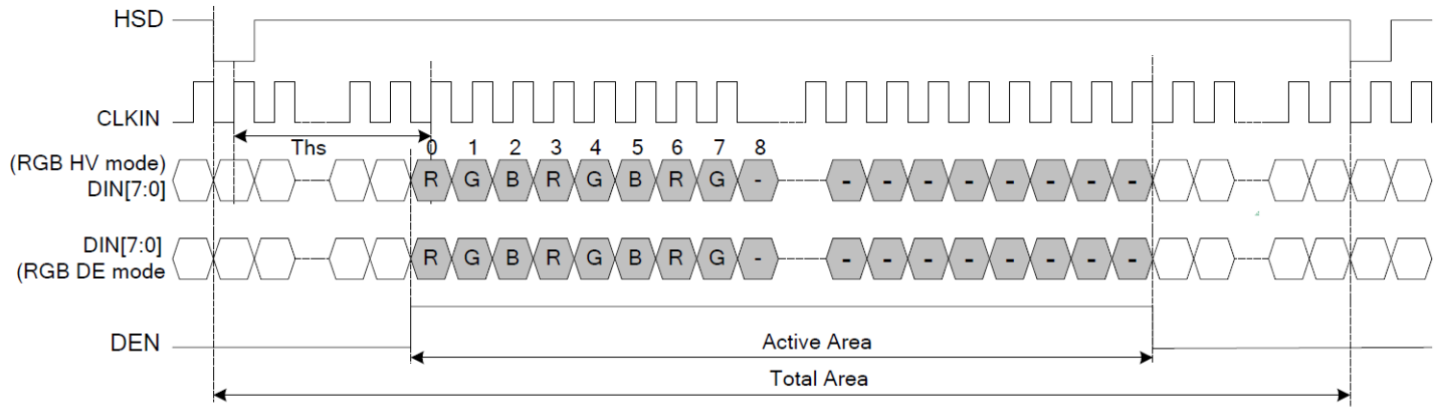 HSD
CLKIN
Ths
0 1 2 3 4 5 6 7 8
(RGB HV mode)
DIN[7:0]
R G B R G B R G - - - - - - - - -
DIN[7:0]
(RGB DE mode
R G B R G B R G - - - - - - - - -
DEN
Active Area
Total Area